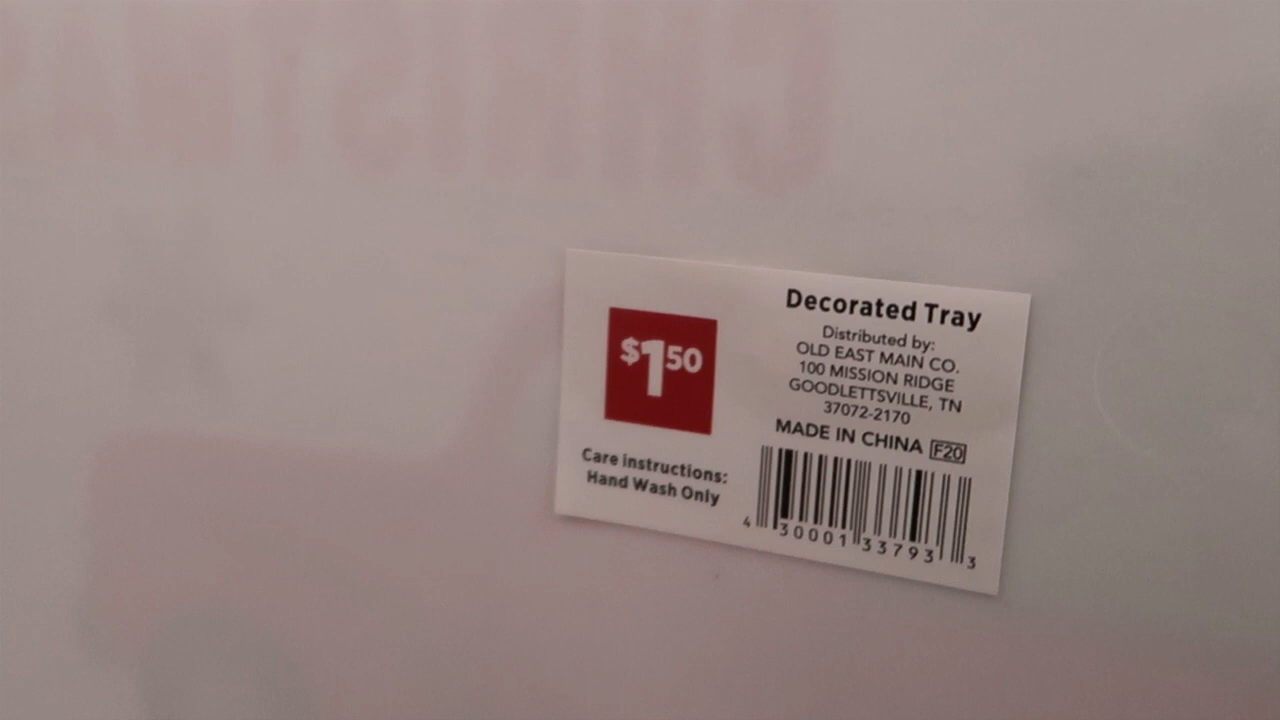 $1 50
Care instructions:
Hand Wash Only
Decorated Tray
Distributed by:
OLD EAST MAIN CO.
100 MISSION RIDGE
GOODLETTSVILLE, TN
37072-2170
MADE IN CHINA F20
4 30001 33793 3